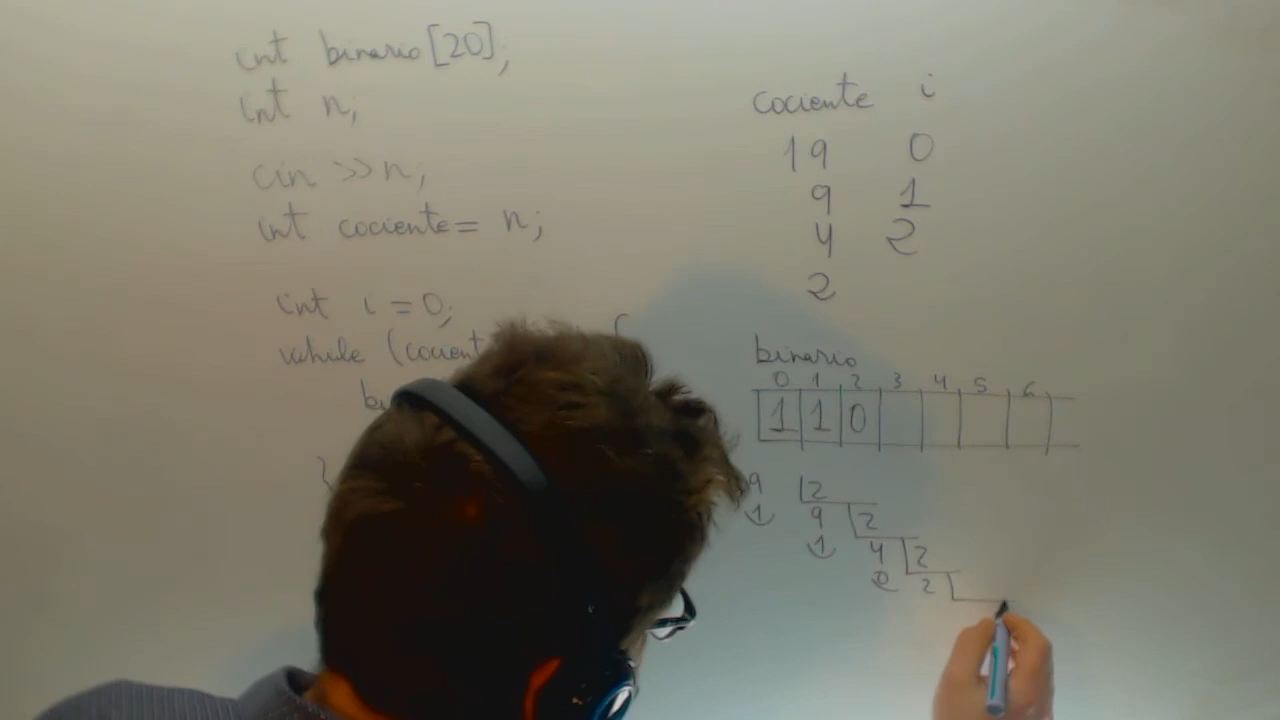 int binario[20];
int n;
cin >> n;
int cociente = n;
int i = 0;
while (cocient
{
}
cociente i
19 0
9 1
4 2
2
binario
0 1 2 3 4 5 6
1 1 0
9 2
1 9 2
1 4 2
0 2